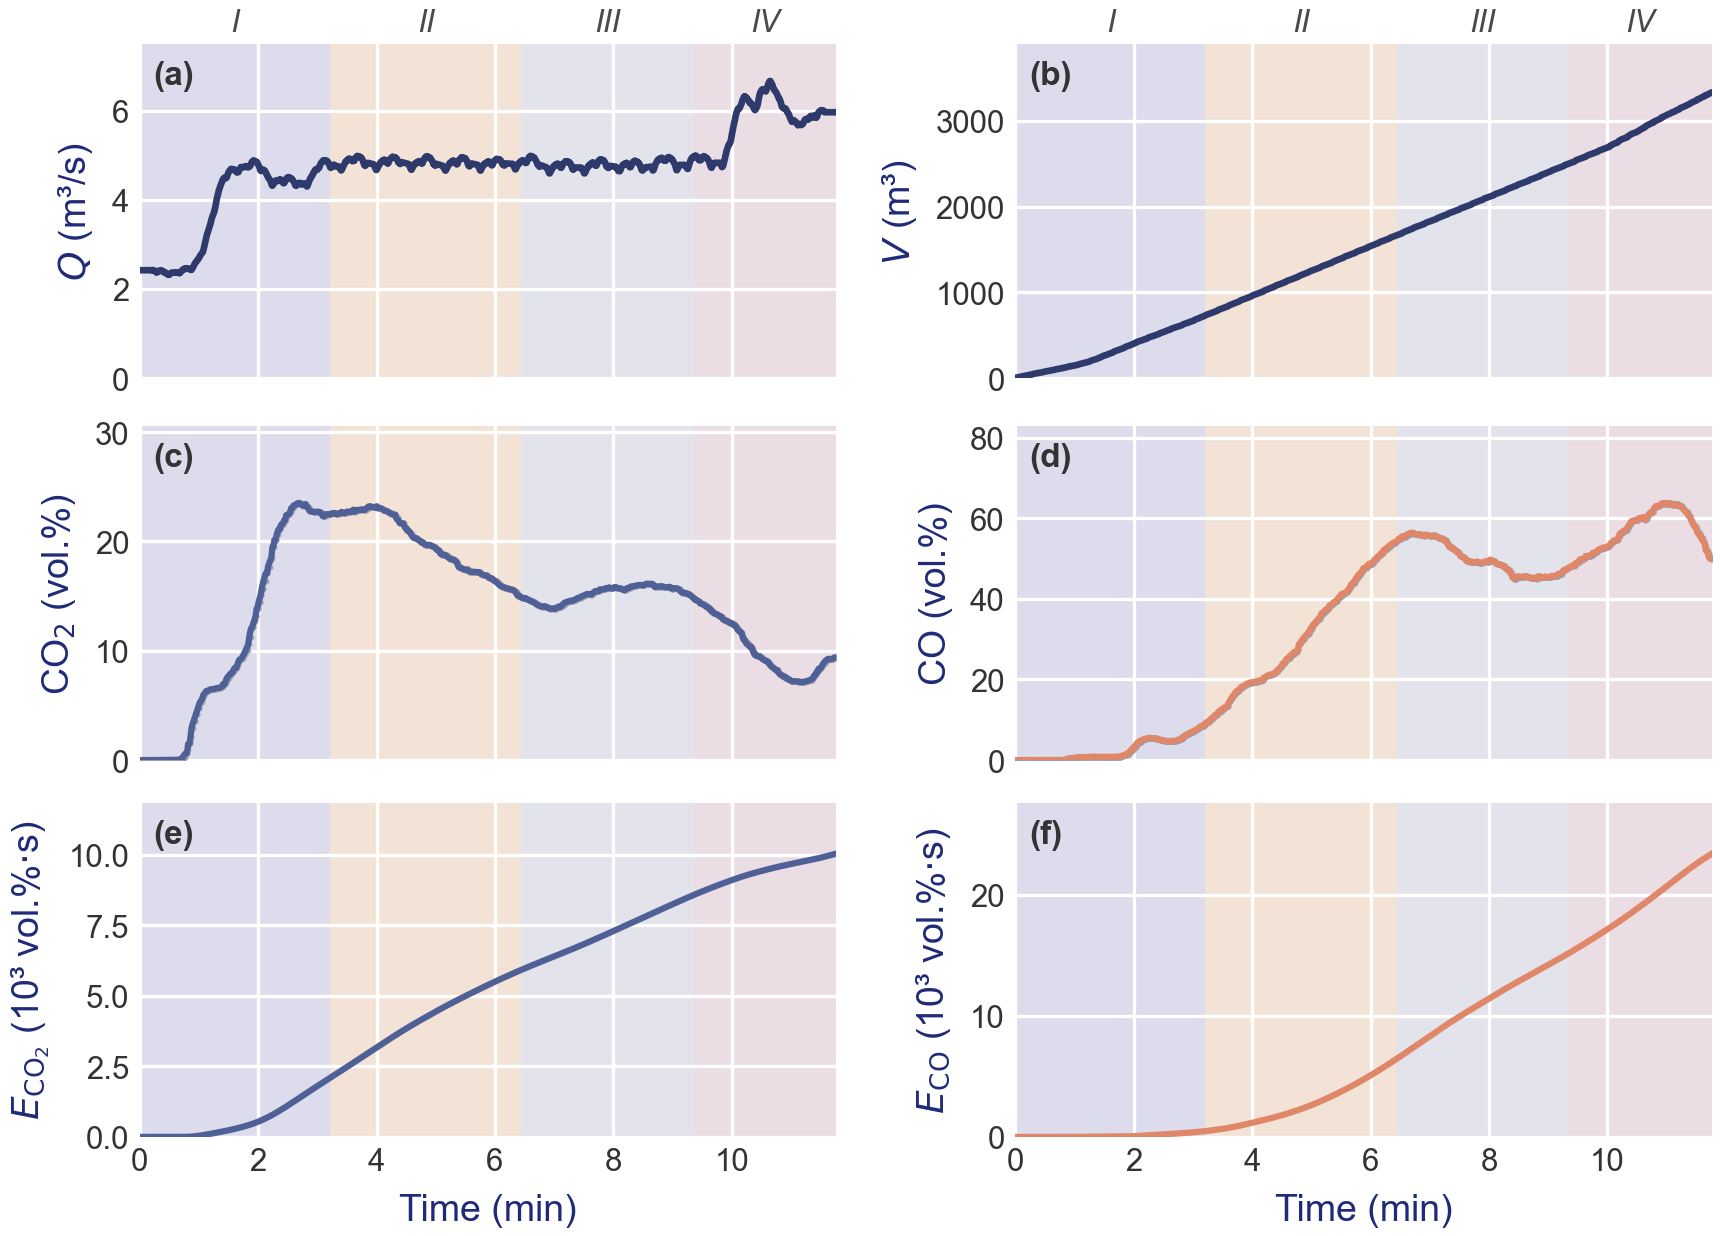 I II III IV
I II III IV
(a)
6
4
2
0
Q (m³/s)
(b)
3000
2000
1000
0
V (m³)
(c)
30
20
10
0
CO₂ (vol.%)
(d)
80
60
40
20
0
CO (vol.%)
(e)
10.0
7.5
5.0
2.5
0.0
E_CO₂ (10³ vol.%·s)
0 2 4 6 8 10
Time (min)
(f)
20
10
0
E_CO (10³ vol.%·s)
0 2 4 6 8 10
Time (min)